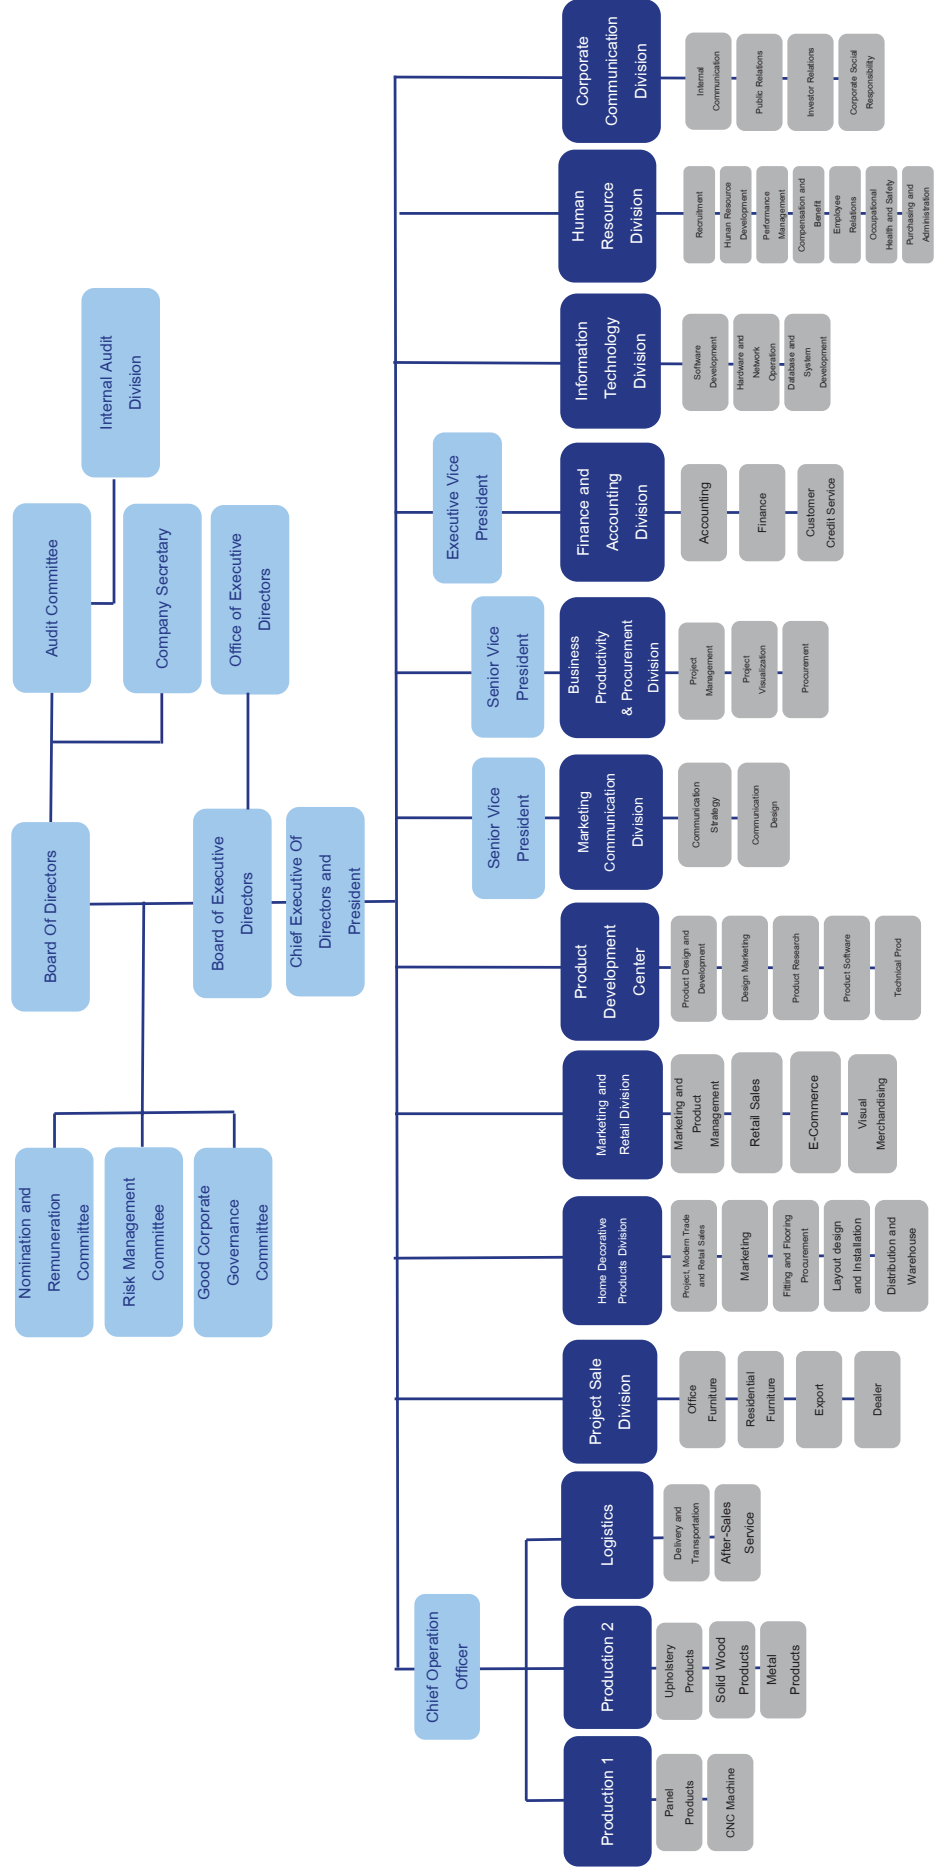 Nomination and
Remuneration
Committee
Risk Management
Committee
Good Corporate
Governance
Committee
Board Of Directors
Board of Executive
Directors
Chief Executive Of
Directors and
President
Audit Committee
Company Secretary
Office of Executive
Directors
Internal Audit
Division
Chief Operation
Officer
Senior Vice
President
Senior Vice
President
Executive Vice
President
Production 1
Panel
Products
CNC Machine
Production 2
Upholstery
Products
Solid Wood
Products
Metal
Products
Logistics
Delivery and
Transportation
After-Sales
Service
Project Sale
Division
Office
Furniture
Residential
Furniture
Export
Dealer
Home Decorative
Products Division
Project, Modern Trade
and Retail Sales
Marketing
Fitting and Flooring
Procurement
Layout design
and Installation
Distribution and
Warehouse
Marketing and
Retail Division
Marketing and
Product
Management
Retail Sales
E-Commerce
Visual
Merchandising
Product
Development
Center
Product Design and
Development
Design Marketing
Product Research
Product Software
Technical Prod
Marketing
Communication
Division
Communication
Strategy
Communication
Design
Business
Productivity
& Procurement
Division
Project
Management
Project
Visualization
Procurement
Finance and
Accounting
Division
Accounting
Finance
Customer
Credit Service
Information
Technology
Division
Software
Development
Hardware and
Network
Operation
Database and
System
Development
Human
Resource
Division
Recruitment
Human Resource
Development
Performance
Management
Compensation and
Benefit
Employee
Relations
Occupational
Health and Safety
Purchasing and
Administration
Corporate
Communication
Division
Internal
Communication
Public Relations
Investor Relations
Corporate Social
Responsibility